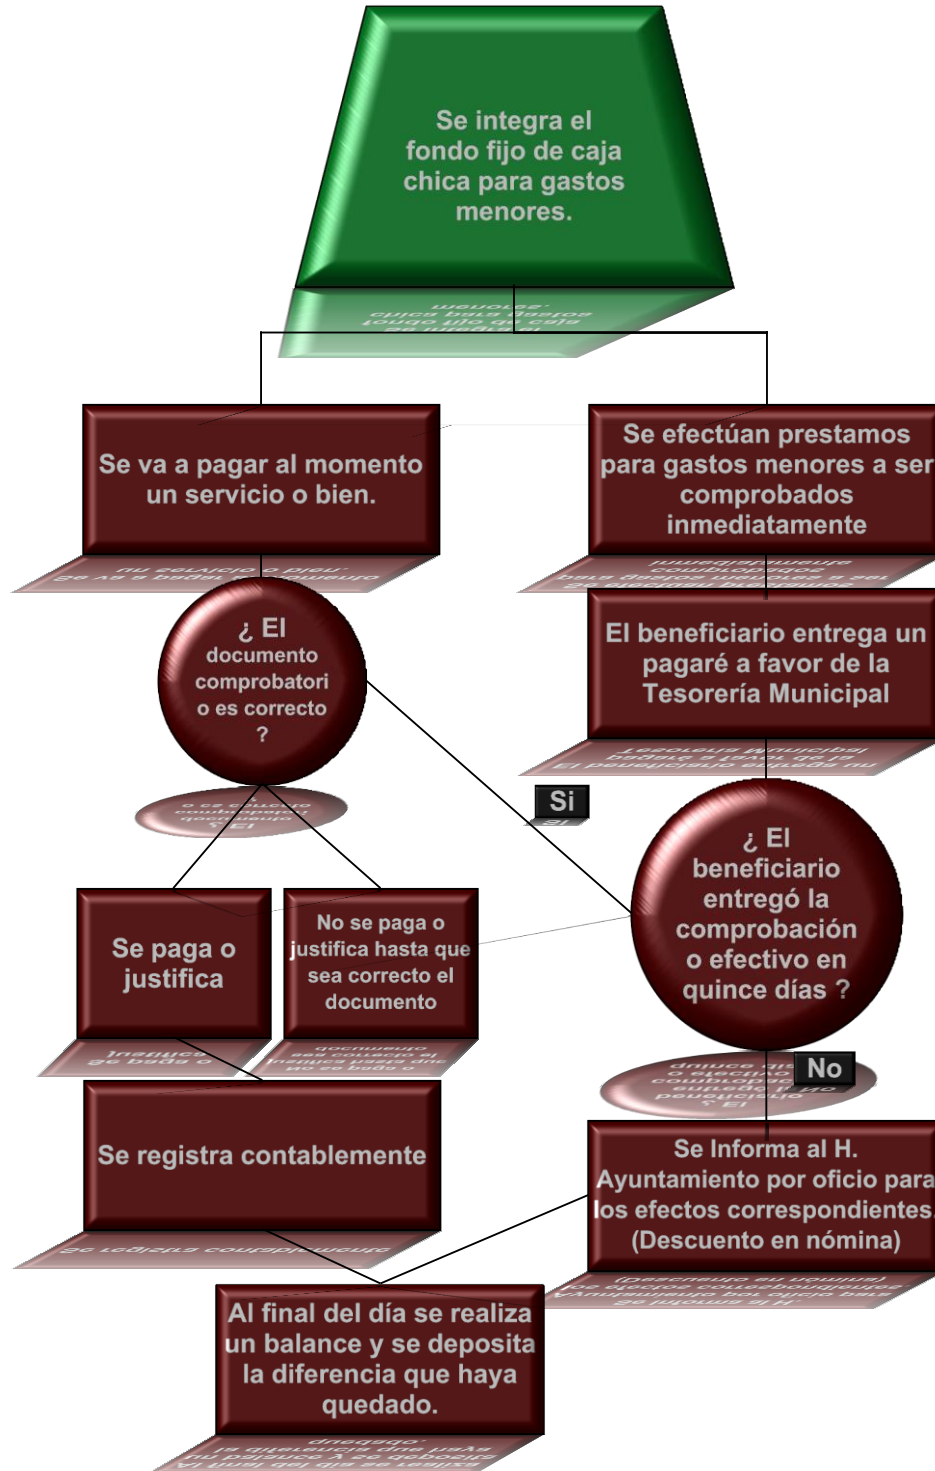 Se integra el
fondo fijo de caja
chica para gastos
menores.
Se va a pagar al momento
un servicio o bien.
Se efectúan prestamos
para gastos menores a ser
comprobados
inmediatamente
¿ El
documento
comprobatori
o es correcto
?
El beneficiario entrega un
pagaré a favor de la
Tesorería Municipal
Si
¿ El
beneficiario
entregó la
comprobación
o efectivo en
quince días ?
Se paga o
justifica
No se paga o
justifica hasta que
sea correcto el
documento
No
Se registra contablemente
Se Informa al H.
Ayuntamiento por oficio para
los efectos correspondientes.
(Descuento en nómina)
Al final del día se realiza
un balance y se deposita
la diferencia que haya
quedado.